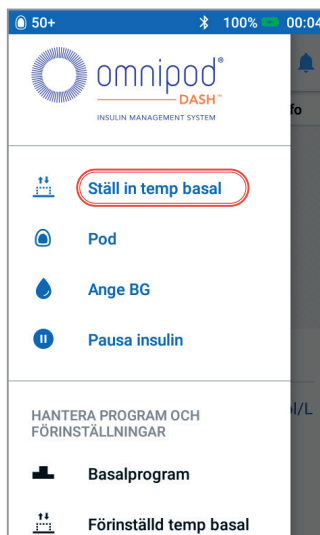 50+ 100% 00:04
omnipod®
DASH™
INSULIN MANAGEMENT SYSTEM
fo
Ställ in temp basal
Pod
Ange BG
Pausa insulin
ol/L
HANTERA PROGRAM OCH
FÖRINSTÄLLNINGAR
Basalprogram
Förinställd temp basal